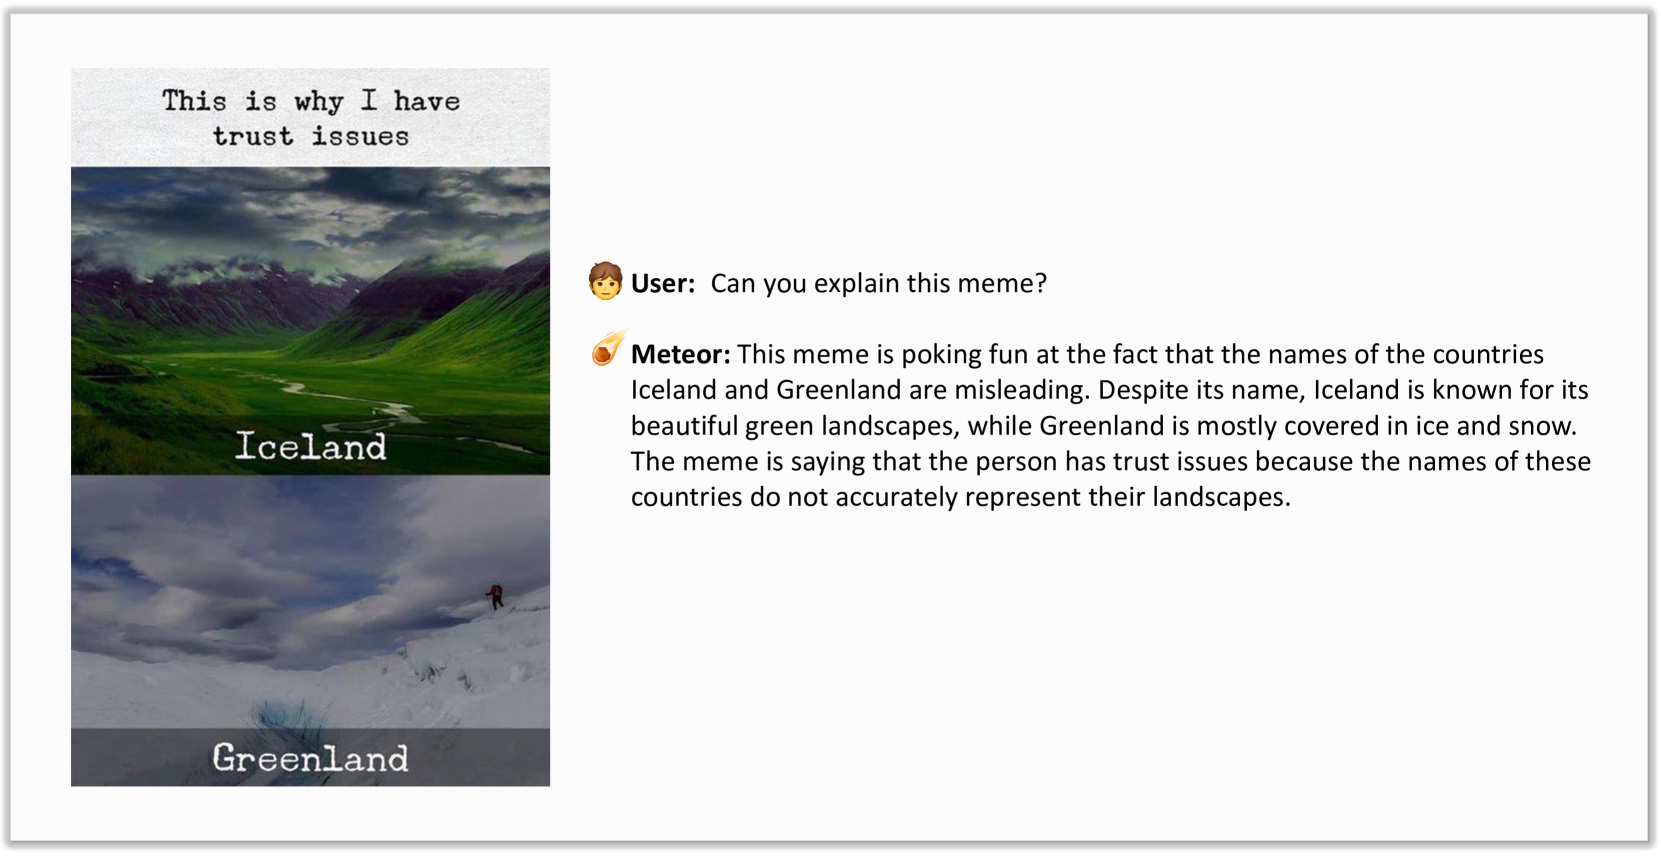 This is why I have
trust issues
Iceland
Greenland
User: Can you explain this meme?
Meteor: This meme is poking fun at the fact that the names of the countries
Iceland and Greenland are misleading. Despite its name, Iceland is known for its
beautiful green landscapes, while Greenland is mostly covered in ice and snow.
The meme is saying that the person has trust issues because the names of these
countries do not accurately represent their landscapes.